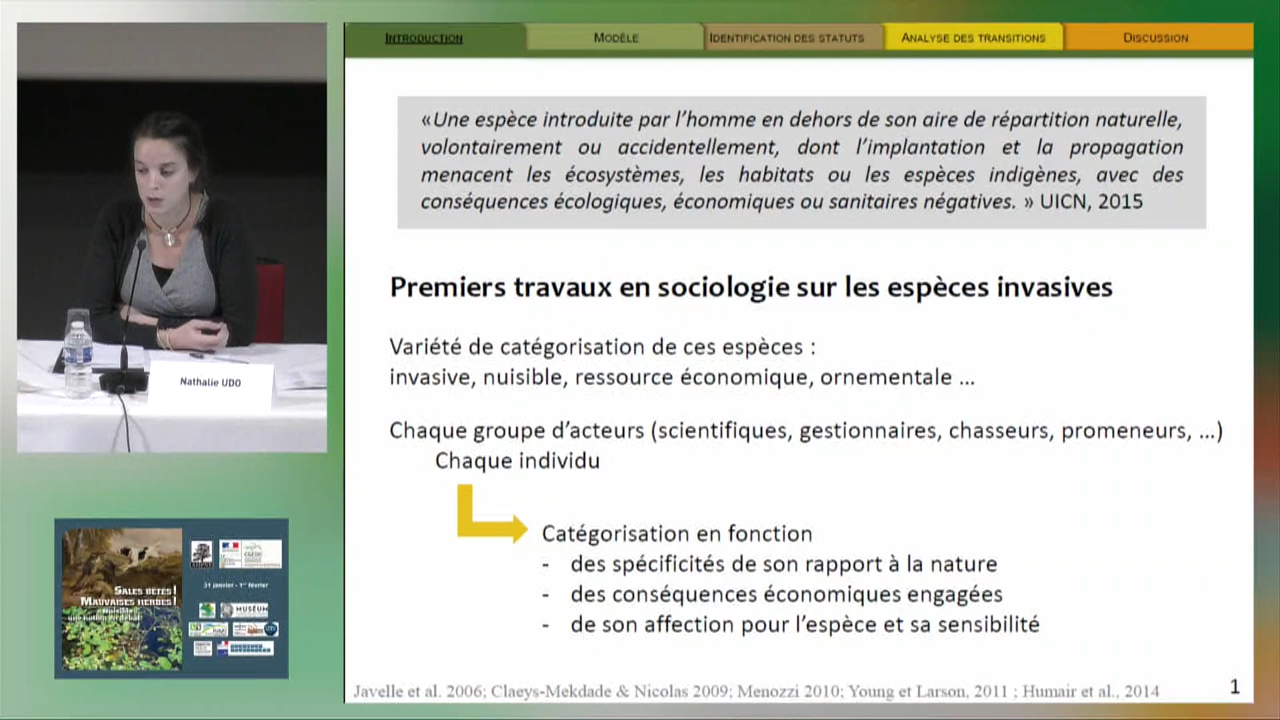 INTRODUCTION
MODÈLE
IDENTIFICATION DES STATUTS
ANALYSE DES TRANSITIONS
DISCUSSION
«Une espèce introduite par l'homme en dehors de son aire de répartition naturelle,
volontairement ou accidentellement, dont l'implantation et la propagation
menacent les écosystèmes, les habitats ou les espèces indigènes, avec des
conséquences écologiques, économiques ou sanitaires négatives. » UICN, 2015
Premiers travaux en sociologie sur les espèces invasives
Variété de catégorisation de ces espèces :
invasive, nuisible, ressource économique, ornementale ...
Chaque groupe d'acteurs (scientifiques, gestionnaires, chasseurs, promeneurs, ...)
Chaque individu
Catégorisation en fonction
- des spécificités de son rapport à la nature
- des conséquences économiques engagées
- de son affection pour l'espèce et sa sensibilité
Javelle et al. 2006; Claeys-Mekdade & Nicolas 2009; Menozzi 2010; Young et Larson, 2011 ; Humair et al., 2014
1
Nathalie UDO
SALES BÊTES !
MAUVAISES HERBES !
31 janvier - 1er février
MUSÉUM